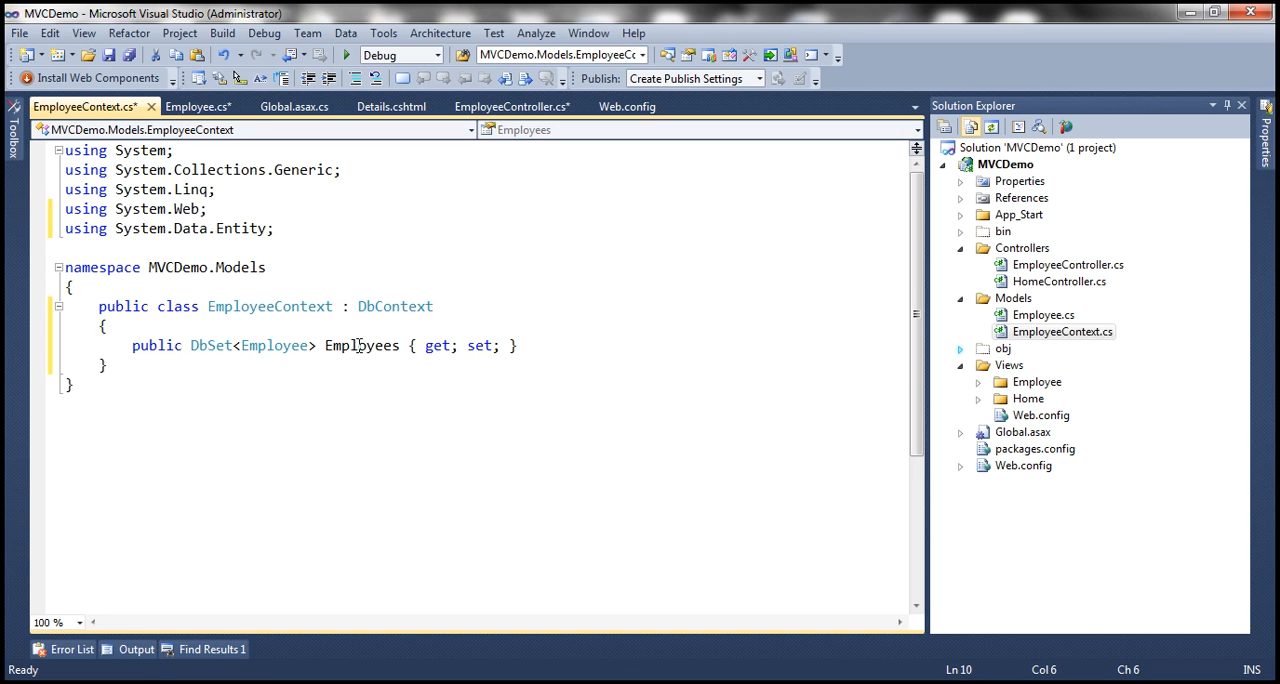 MVCDemo - Microsoft Visual Studio (Administrator)
File Edit View Refactor Project Build Debug Team Data Tools Architecture Test Analyze Window Help
Debug MVCDemo.Models.EmployeeCc
Install Web Components Publish: Create Publish Settings
EmployeeContext.cs* Employee.cs* Global.asax.cs Details.cshtml EmployeeController.cs* Web.config
MVCDemo.Models.EmployeeContext Employees
Toolbox
using System;
using System.Collections.Generic;
using System.Linq;
using System.Web;
using System.Data.Entity;
namespace MVCDemo.Models
{
public class EmployeeContext : DbContext
{
public DbSet<Employee> Employees { get; set; }
}
}
100 %
Solution Explorer
Solution 'MVCDemo' (1 project)
MVCDemo
Properties
References
App_Start
bin
Controllers
EmployeeController.cs
HomeController.cs
Models
Employee.cs
EmployeeContext.cs
obj
Views
Employee
Home
Web.config
Global.asax
packages.config
Web.config
Properties
Error List Output Find Results 1
Ready Ln 10 Col 6 Ch 6 INS